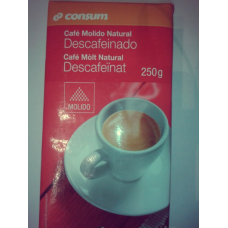 consum
Café Molido Natural
Descafeinado
Cafè Mòlt Natural
Descafeïnat
250g
MOLIDO